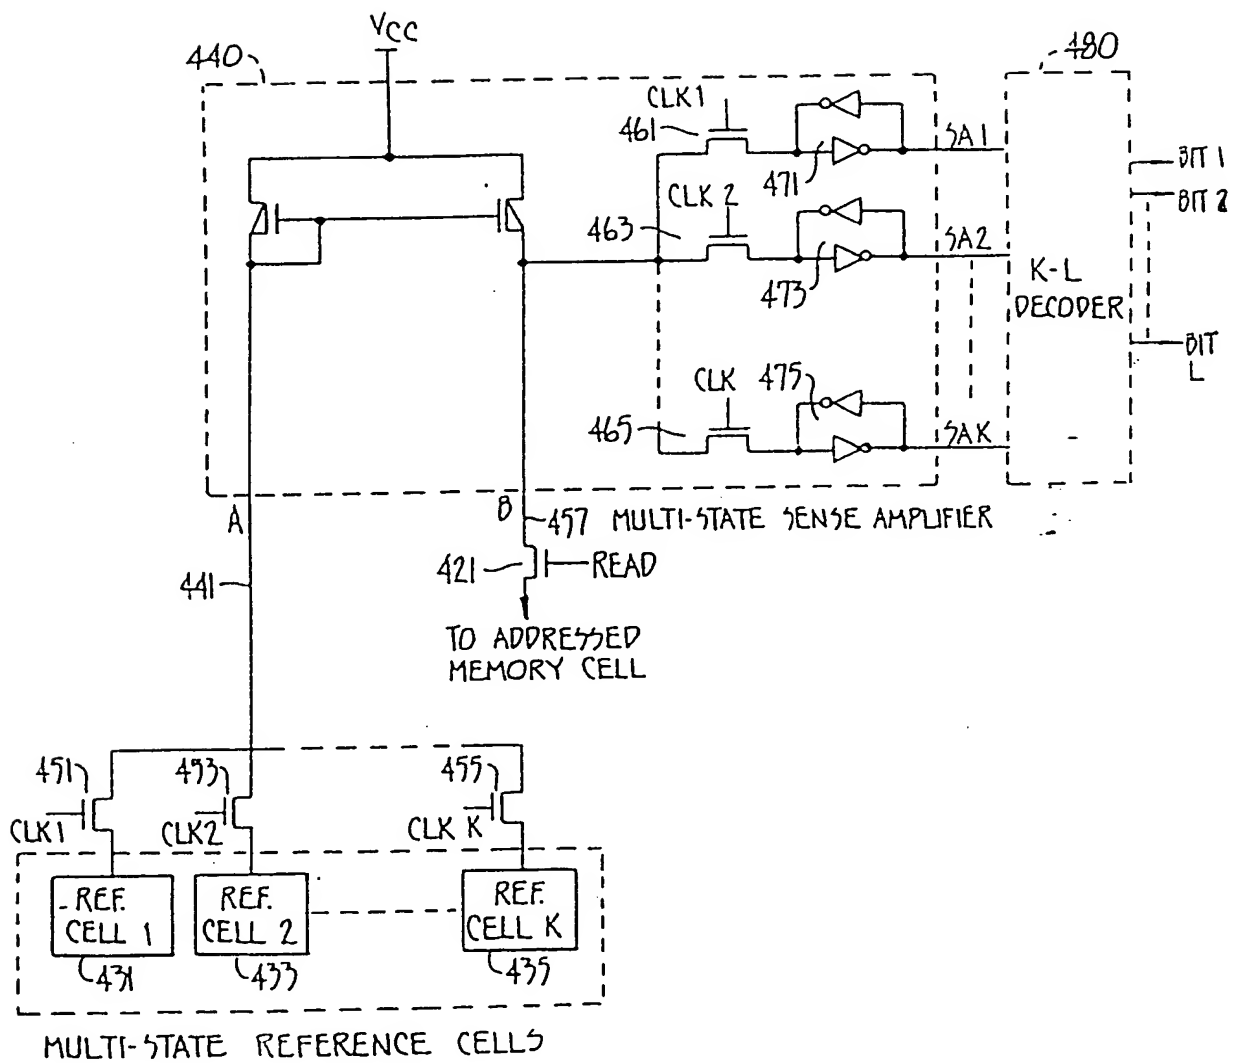 VCC
440
480
CLK 1
461
471
SA1
BIT 1
CLK 2
BIT 2
463
473
SA2
K-L
DECODER
BIT
L
CLK
475
465
SAK
A
B
457
MULTI-STATE SENSE AMPLIFIER
421
READ
441
TO ADDRESSED
MEMORY CELL
451
453
455
CLK1
CLK2
CLK K
REF.
CELL 1
REF.
CELL 2
REF.
CELL K
431
433
435
MULTI-STATE REFERENCE CELLS